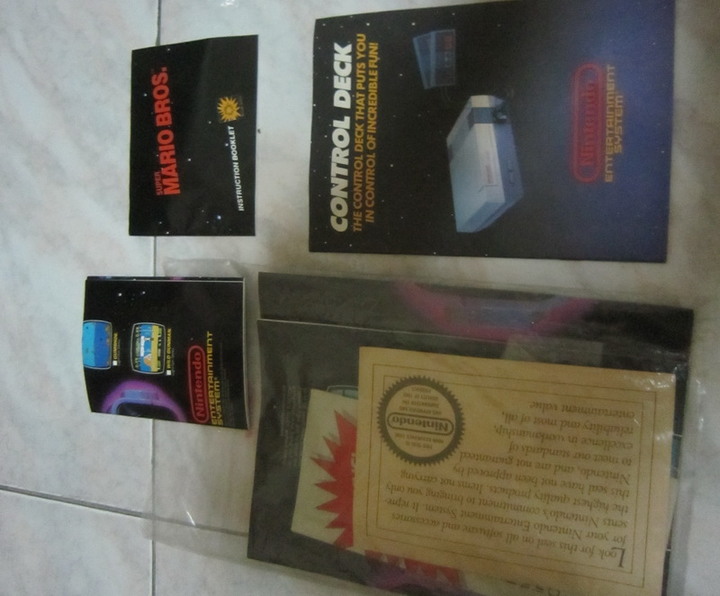 SUPER
MARIO BROS.
INSTRUCTION BOOKLET
CONTROL DECK
THE CONTROL DECK THAT PUTS YOU
IN CONTROL OF INCREDIBLE FUN!
Nintendo
ENTERTAINMENT
SYSTEM
WILD GUNMAN
Nintendo
ENTERTAINMENT
SYSTEM
Nintendo
Look for this seal on all software and accessories
for your Nintendo Entertainment System. It repre-
sents Nintendo's commitment to bringing you only
the highest quality products. Items not carrying
this seal have not been approved by
Nintendo, and are not guaranteed
to meet our standards of
excellence in workmanship,
reliability and most of all,
entertainment value.